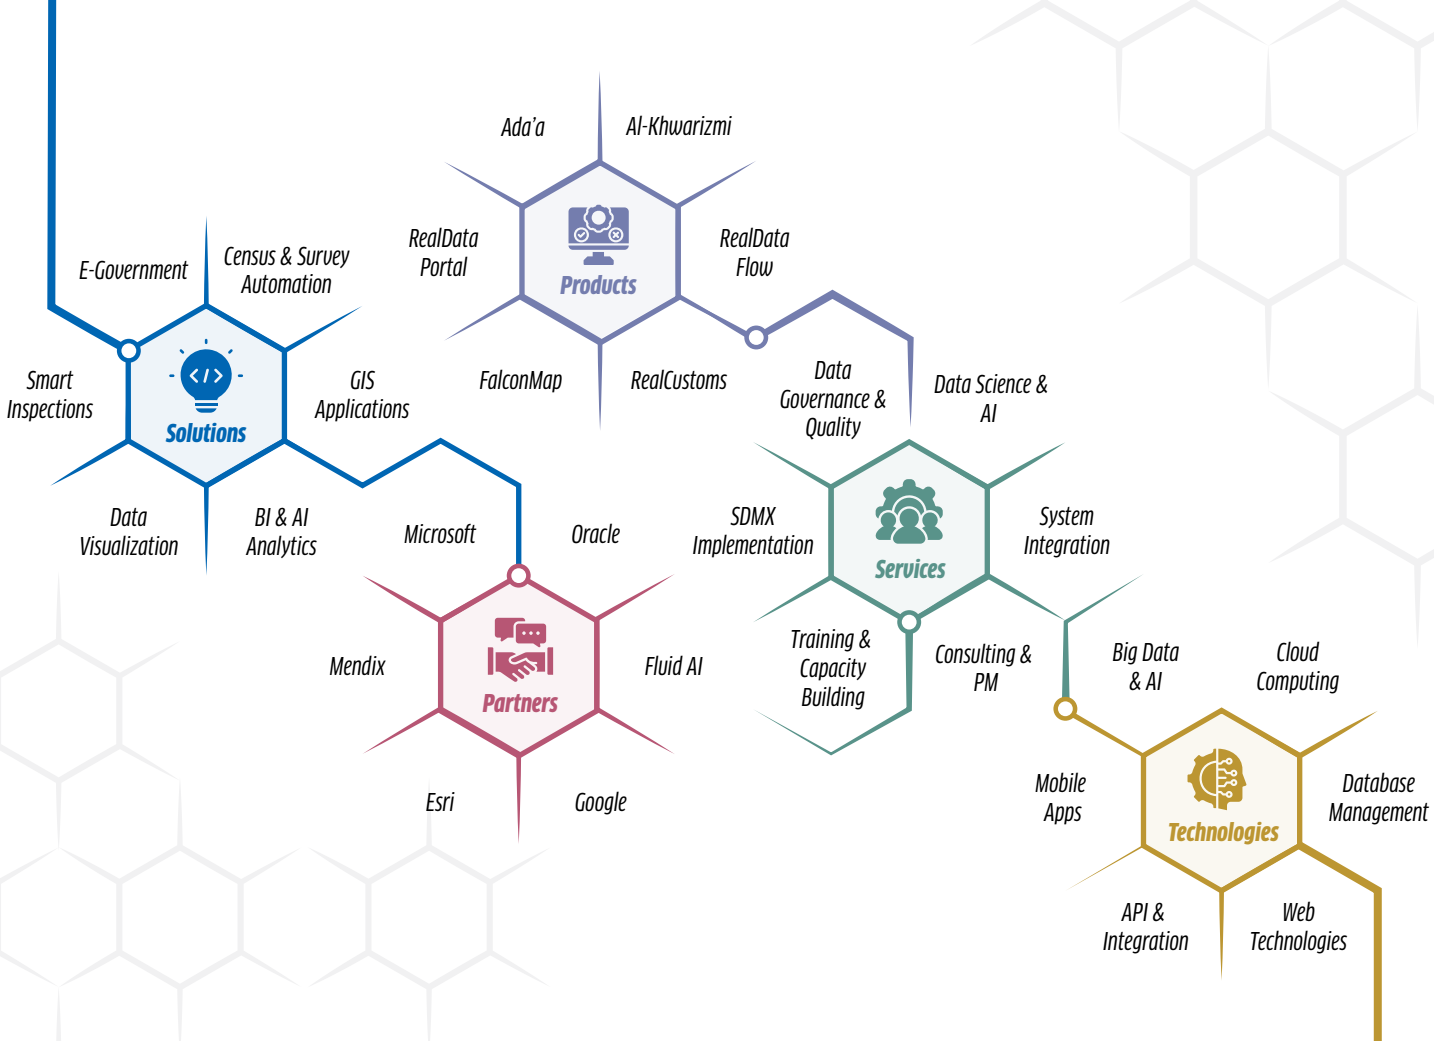 E-Government
Census & Survey
Automation
Smart
Inspections
GIS
Applications
Solutions
Data
Visualization
BI & AI
Analytics
Ada’a
Al-Khwarizmi
RealData
Portal
RealData
Flow
Products
FalconMap
RealCustoms
Microsoft
Oracle
Mendix
Fluid AI
Partners
Esri
Google
Data
Governance &
Quality
Data Science &
AI
SDMX
Implementation
System
Integration
Services
Training &
Capacity
Building
Consulting &
PM
Big Data
& AI
Cloud
Computing
Mobile
Apps
Database
Management
Technologies
API &
Integration
Web
Technologies